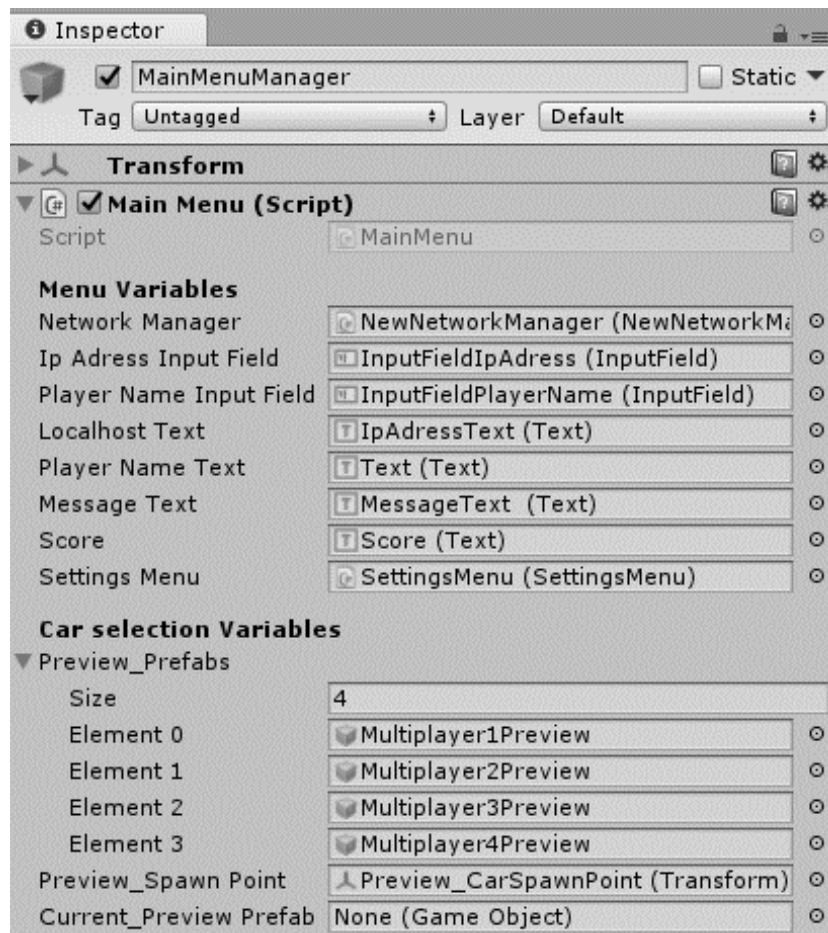 Inspector
MainMenuManager Static
Tag Untagged Layer Default
Transform
Main Menu (Script)
Script MainMenu
Menu Variables
Network Manager NewNetworkManager (NewNetworkMa
Ip Adress Input Field InputFieldIpAdress (InputField)
Player Name Input Field InputFieldPlayerName (InputField)
Localhost Text IpAdressText (Text)
Player Name Text Text (Text)
Message Text MessageText (Text)
Score Score (Text)
Settings Menu SettingsMenu (SettingsMenu)
Car selection Variables
Preview_Prefabs
Size 4
Element 0 Multiplayer1Preview
Element 1 Multiplayer2Preview
Element 2 Multiplayer3Preview
Element 3 Multiplayer4Preview
Preview_Spawn Point Preview_CarSpawnPoint (Transform)
Current_Preview Prefab None (Game Object)